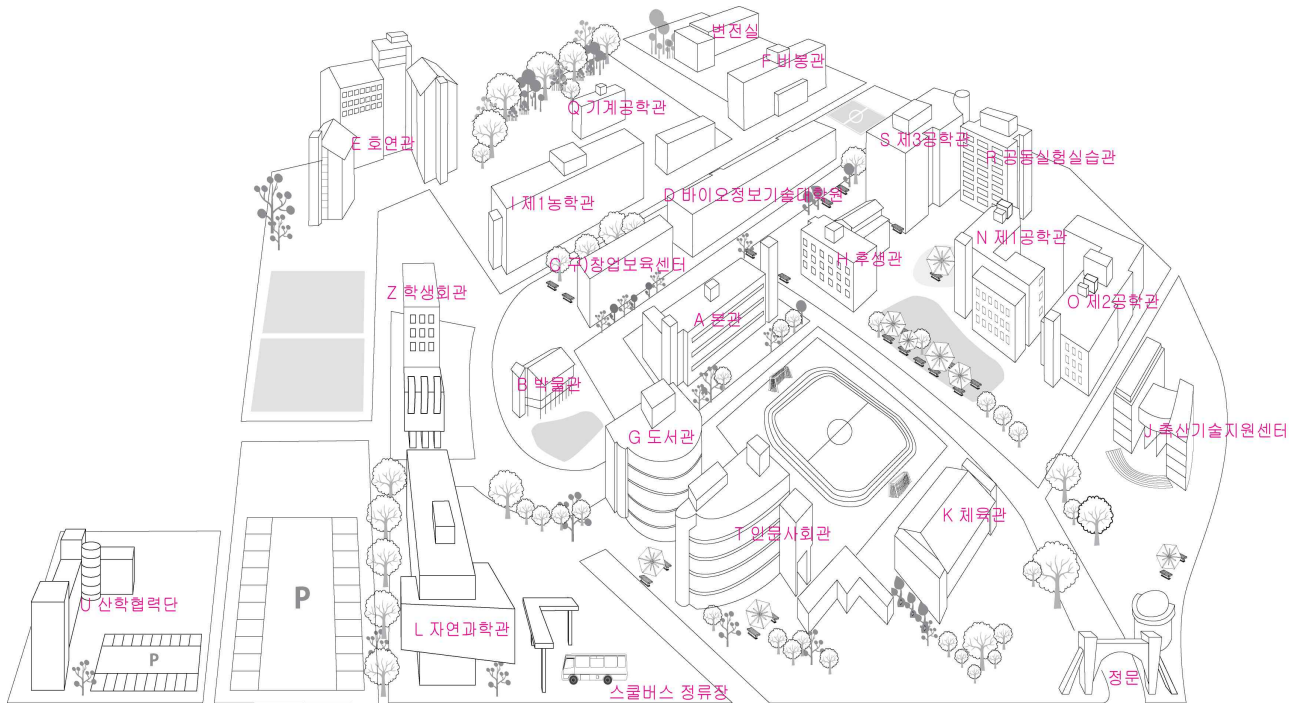 변전실
F 비봉관
Q 기계공학관
E 호연관
S 제3공학관
R 공동실험실습관
I 제1농학관
D 바이오정보기술대학원
C 구)창업보육센터
H 후생관
N 제1공학관
Z 학생회관
O 제2공학관
A 본관
B 박물관
G 도서관
J 축산기술지원센터
K 체육관
T 인문사회관
P
U 산학협력단
L 자연과학관
P
스쿨버스 정류장
정문